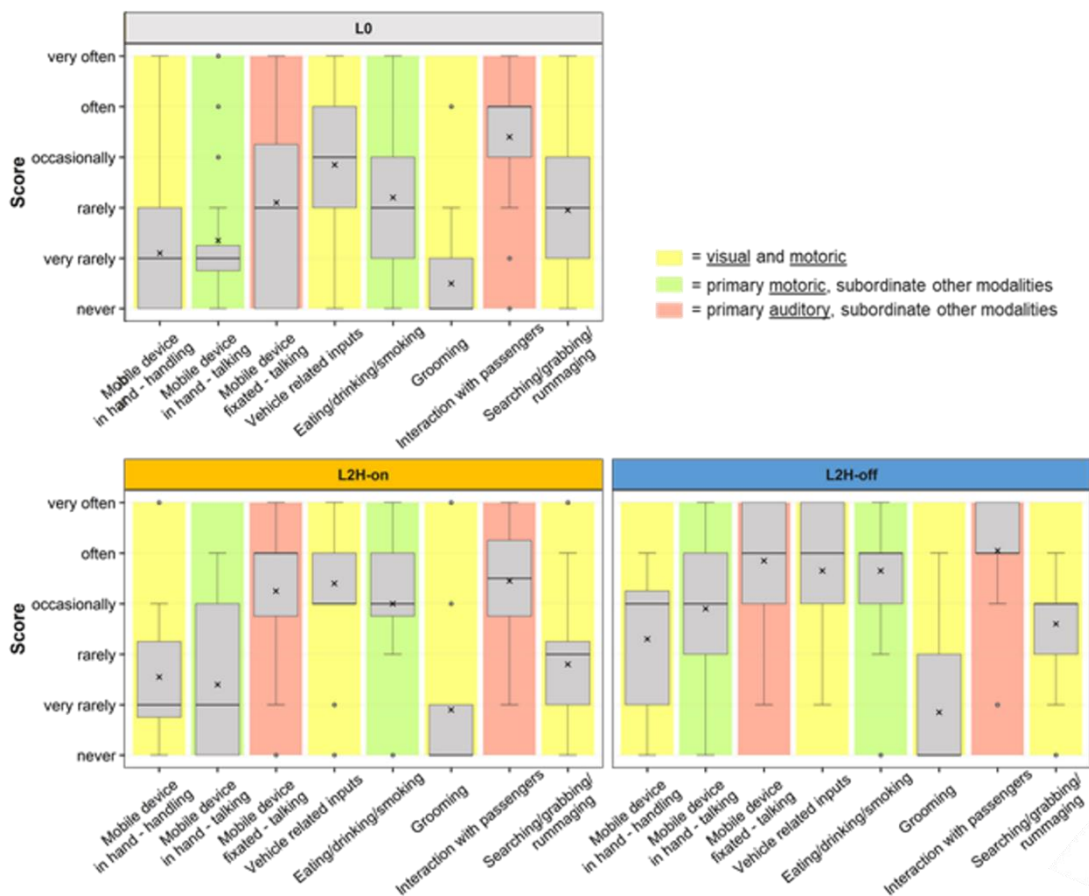 L0
Score
very often
often
occasionally
rarely
very rarely
never
Mobile device
in hand - handling
Mobile device
in hand - talking
Mobile device
fixated - talking
Vehicle related inputs
Eating/drinking/smoking
Grooming
Interaction with passengers
Searching/grabbing/
rummaging
= visual and motoric
= primary motoric, subordinate other modalities
= primary auditory, subordinate other modalities
L2H-on
L2H-off
Score
very often
often
occasionally
rarely
very rarely
never
Mobile device
in hand - handling
Mobile device
in hand - talking
Mobile device
fixated - talking
Vehicle related inputs
Eating/drinking/smoking
Grooming
Interaction with passengers
Searching/grabbing/
rummaging
Mobile device
in hand - handling
Mobile device
in hand - talking
Mobile device
fixated - talking
Vehicle related inputs
Eating/drinking/smoking
Grooming
Interaction with passengers
Searching/grabbing/
rummaging